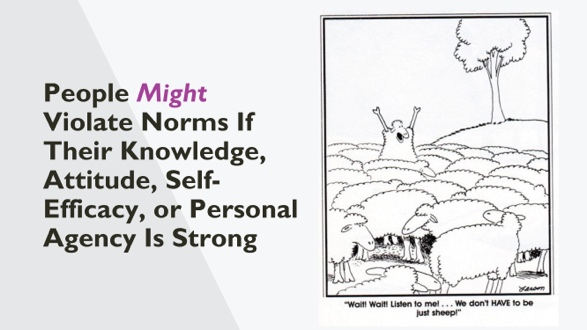 People Might
Violate Norms If
Their Knowledge,
Attitude, Self-
Efficacy, or Personal
Agency Is Strong
Larson
"Wait! Wait! Listen to me! . . . We don't HAVE to be
just sheep!"